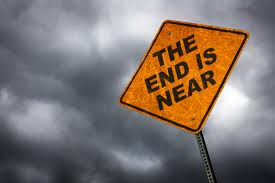 THE
END IS
NEAR